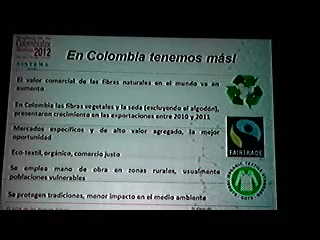 Colombiatex
2012
SISTEMA
En Colombia tenemos más!
El valor comercial de las fibras naturales en el mundo va en
aumento
En Colombia las fibras vegetales y la seda (excluyendo el algodón),
presentaron crecimiento en las exportaciones entre 2010 y 2011
Mercados específicos y de alto valor agregado, la mejor
oportunidad
Eco-textil, orgánico, comercio justo
Se emplea mano de obra en zonas rurales, usualmente
poblaciones vulnerables
Se protegen tradiciones, menor impacto en el medio ambiente
FAIRTRADE